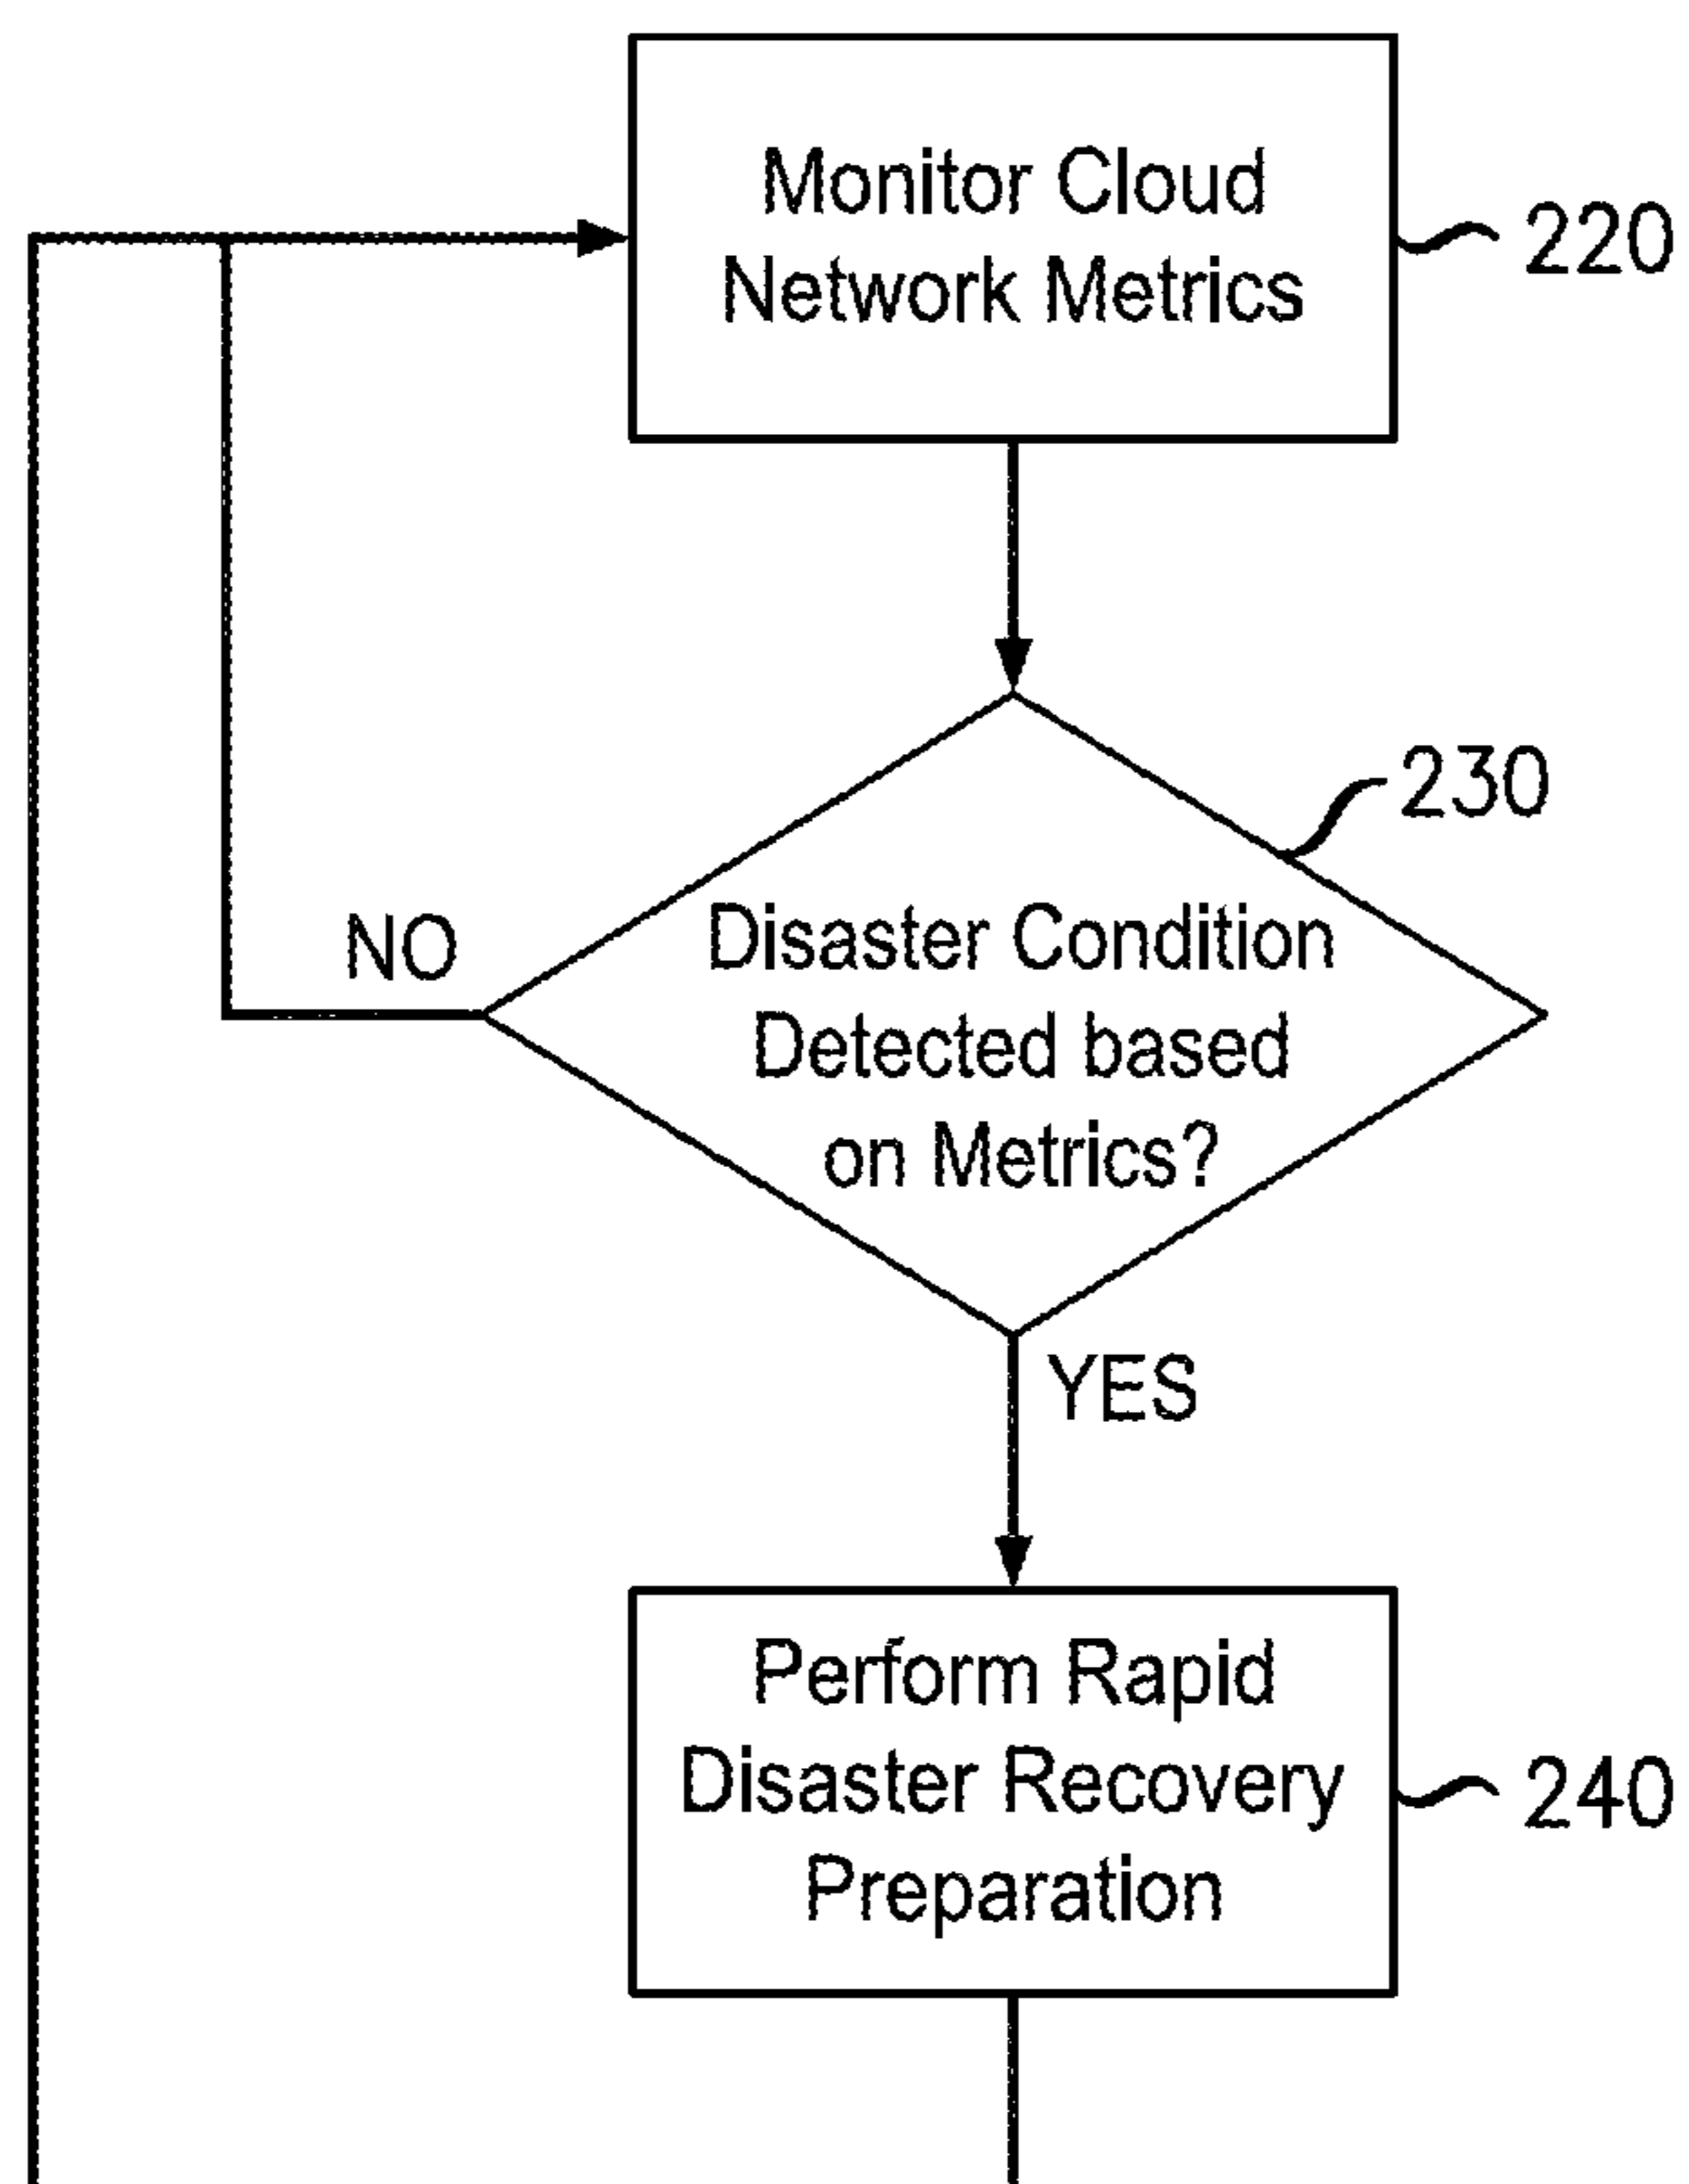 Monitor Cloud
Network Metrics
220
230
NO
Disaster Condition
Detected based
on Metrics?
YES
Perform Rapid
Disaster Recovery
Preparation
240